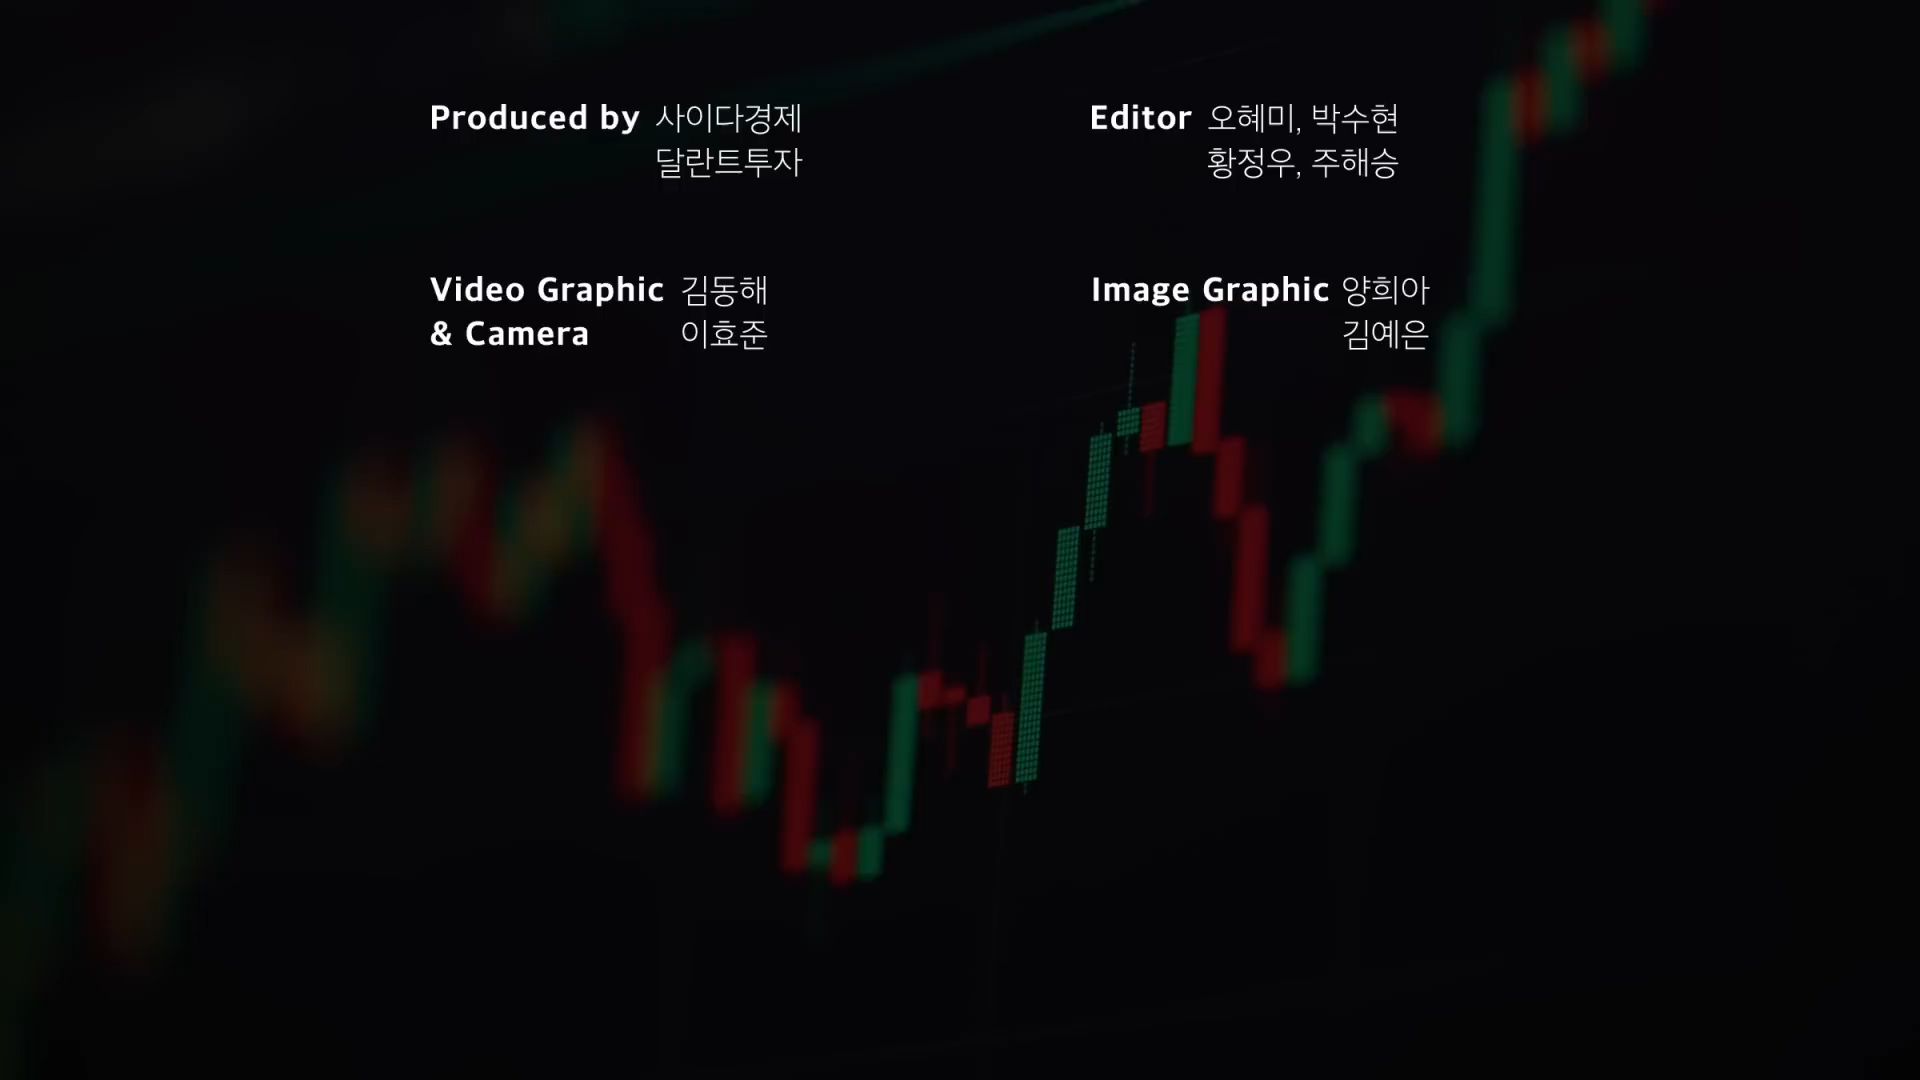 Produced by 사이다경제
달란트투자
Editor 오혜미, 박수현
황정우, 주해승
Video Graphic 김동해
& Camera 이효준
Image Graphic 양희아
김예은